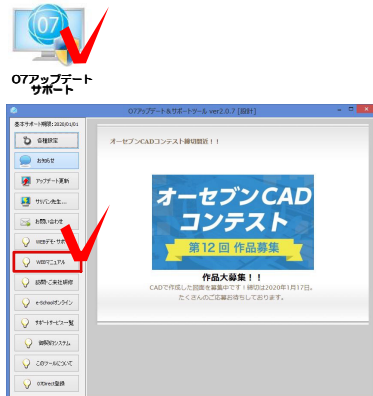 07
07アップデート
サポート
07アップデート&サポートツール ver2.0.7 [設計]
基本サポート期限:2020/01/01
各種設定
お知らせ
アップデート更新
サリバン先生...
お問い合わせ
WEBデモ・サポ
WEBマニュアル
訪問・ご来社研修
e-Schoolオンライン
サポートサービス一覧
御契約システム
このツールについて
07Direct登録
オーセブンCADコンテスト締切間近!!
オーセブンCAD
コンテスト
第12回 作品募集
作品大募集!!
CADで作成した図面を募集中です!締切は2020年1月17日。
たくさんのご応募お待ちしております。